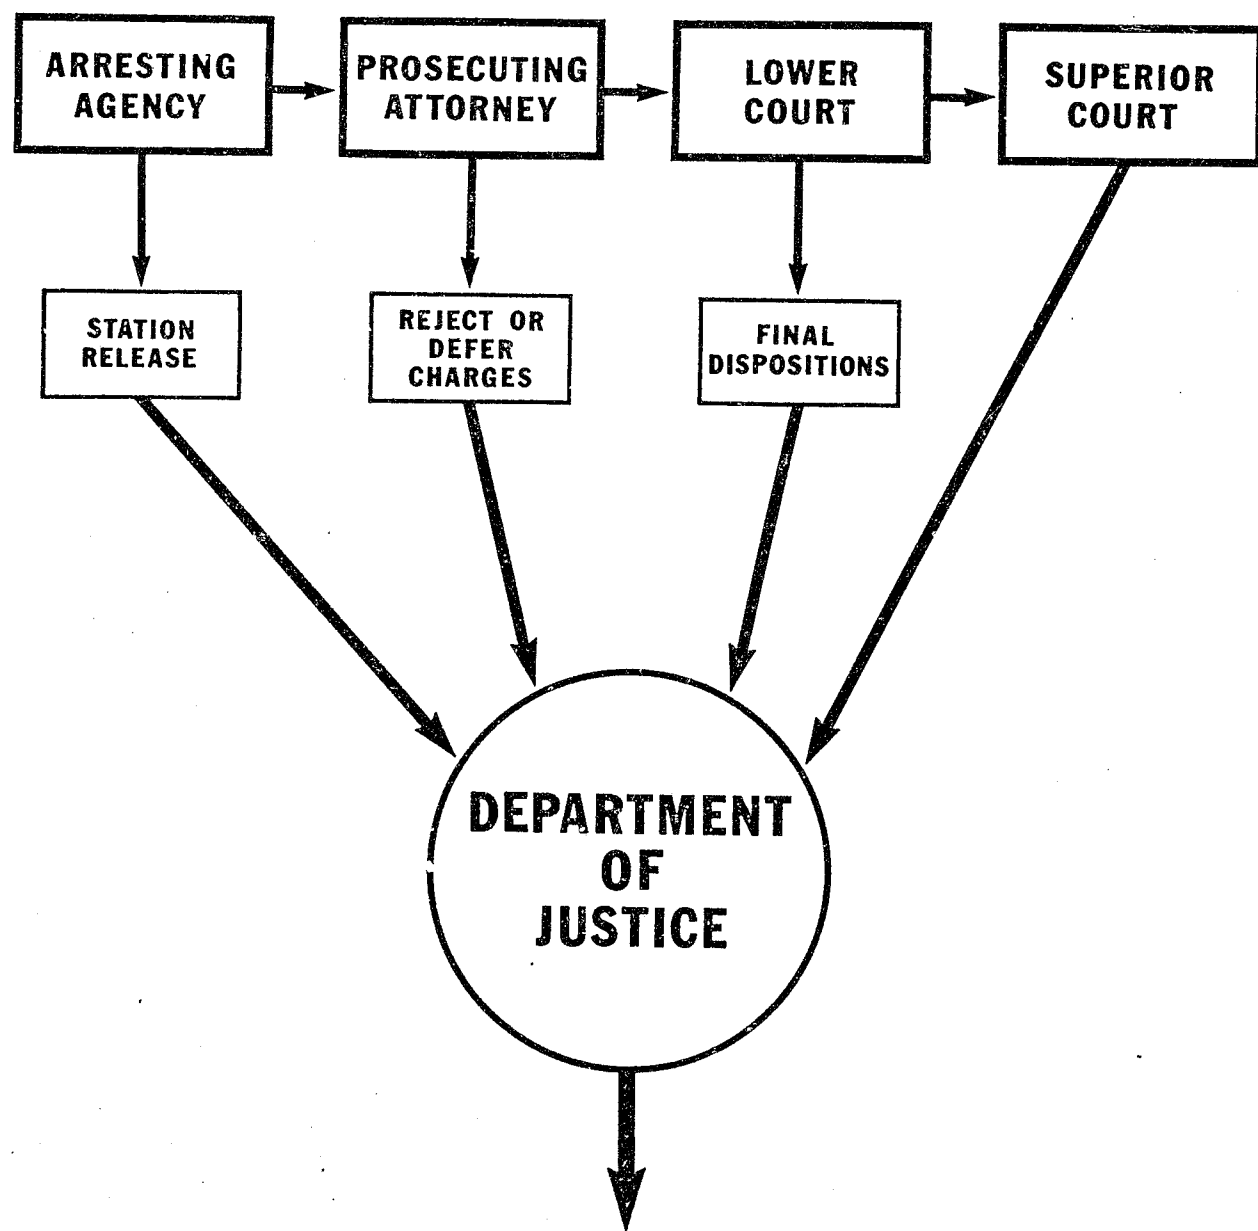 ARRESTING
AGENCY
PROSECUTING
ATTORNEY
LOWER
COURT
SUPERIOR
COURT
STATION
RELEASE
REJECT OR
DEFER
CHARGES
FINAL
DISPOSITIONS
DEPARTMENT
OF
JUSTICE